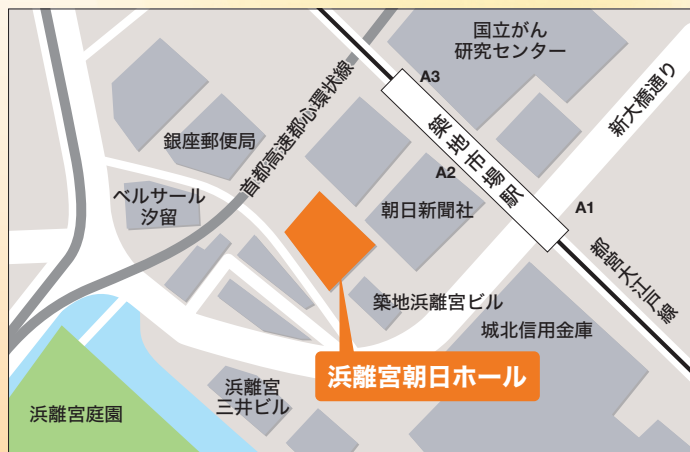 国立がん
研究センター
A3
新大橋通り
首都高速都心環状線
銀座郵便局
築地市場駅
A2
ベルサール
汐留
朝日新聞社
A1
都営大江戸線
築地浜離宮ビル
城北信用金庫
浜離宮朝日ホール
浜離宮
三井ビル
浜離宮庭園